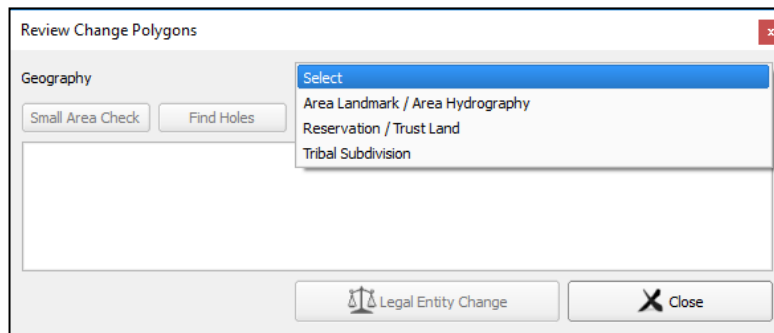 Review Change Polygons
x
Geography
Select
Area Landmark / Area Hydrography
Small Area Check
Find Holes
Reservation / Trust Land
Tribal Subdivision
Legal Entity Change
Close